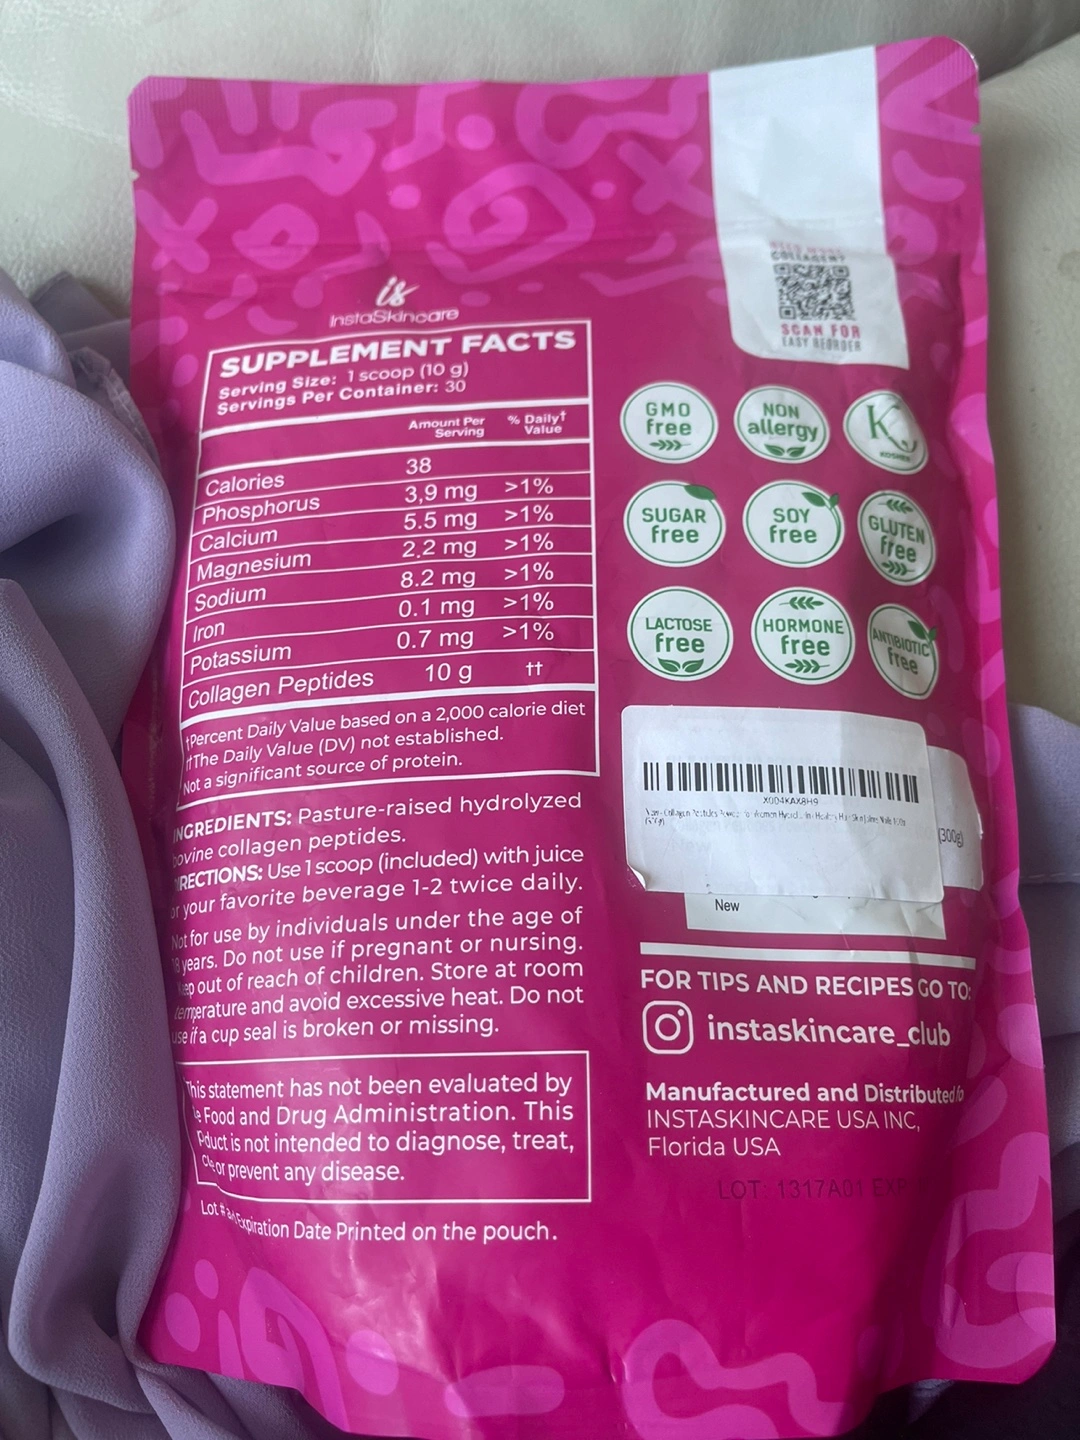 is
InstaSkincare
SUPPLEMENT FACTS
Serving Size: 1 scoop (10 g)
Servings Per Container: 30
Amount Per Serving % Daily† Value
Calories 38
Phosphorus 3,9 mg >1%
Calcium 5.5 mg >1%
Magnesium 2,2 mg >1%
Sodium 8.2 mg >1%
Iron 0.1 mg >1%
Potassium 0.7 mg >1%
Collagen Peptides 10 g ††
†Percent Daily Value based on a 2,000 calorie diet
††The Daily Value (DV) not established.
Not a significant source of protein.
INGREDIENTS: Pasture-raised hydrolyzed
bovine collagen peptides.
DIRECTIONS: Use 1 scoop (included) with juice
or your favorite beverage 1-2 twice daily.
Not for use by individuals under the age of
18 years. Do not use if pregnant or nursing.
Keep out of reach of children. Store at room
temperature and avoid excessive heat. Do not
use if a cup seal is broken or missing.
This statement has not been evaluated by
Food and Drug Administration. This
is not intended to diagnose, treat,
or prevent any disease.
Lot # and Expiration Date Printed on the pouch.
NEED MORE
COLLAGEN?
SCAN FOR
EASY REORDER
GMO
free
NON
allergy
K
KOSHER
SUGAR
free
SOY
free
GLUTEN
free
LACTOSE
free
HORMONE
free
ANTIBIOTIC
free
X004KAX8H9
(300g)
New
FOR TIPS AND RECIPES GO TO:
instaskincare_club
Manufactured and Distributed
INSTASKINCARE USA INC,
Florida USA
LOT: 1317A01 EXP